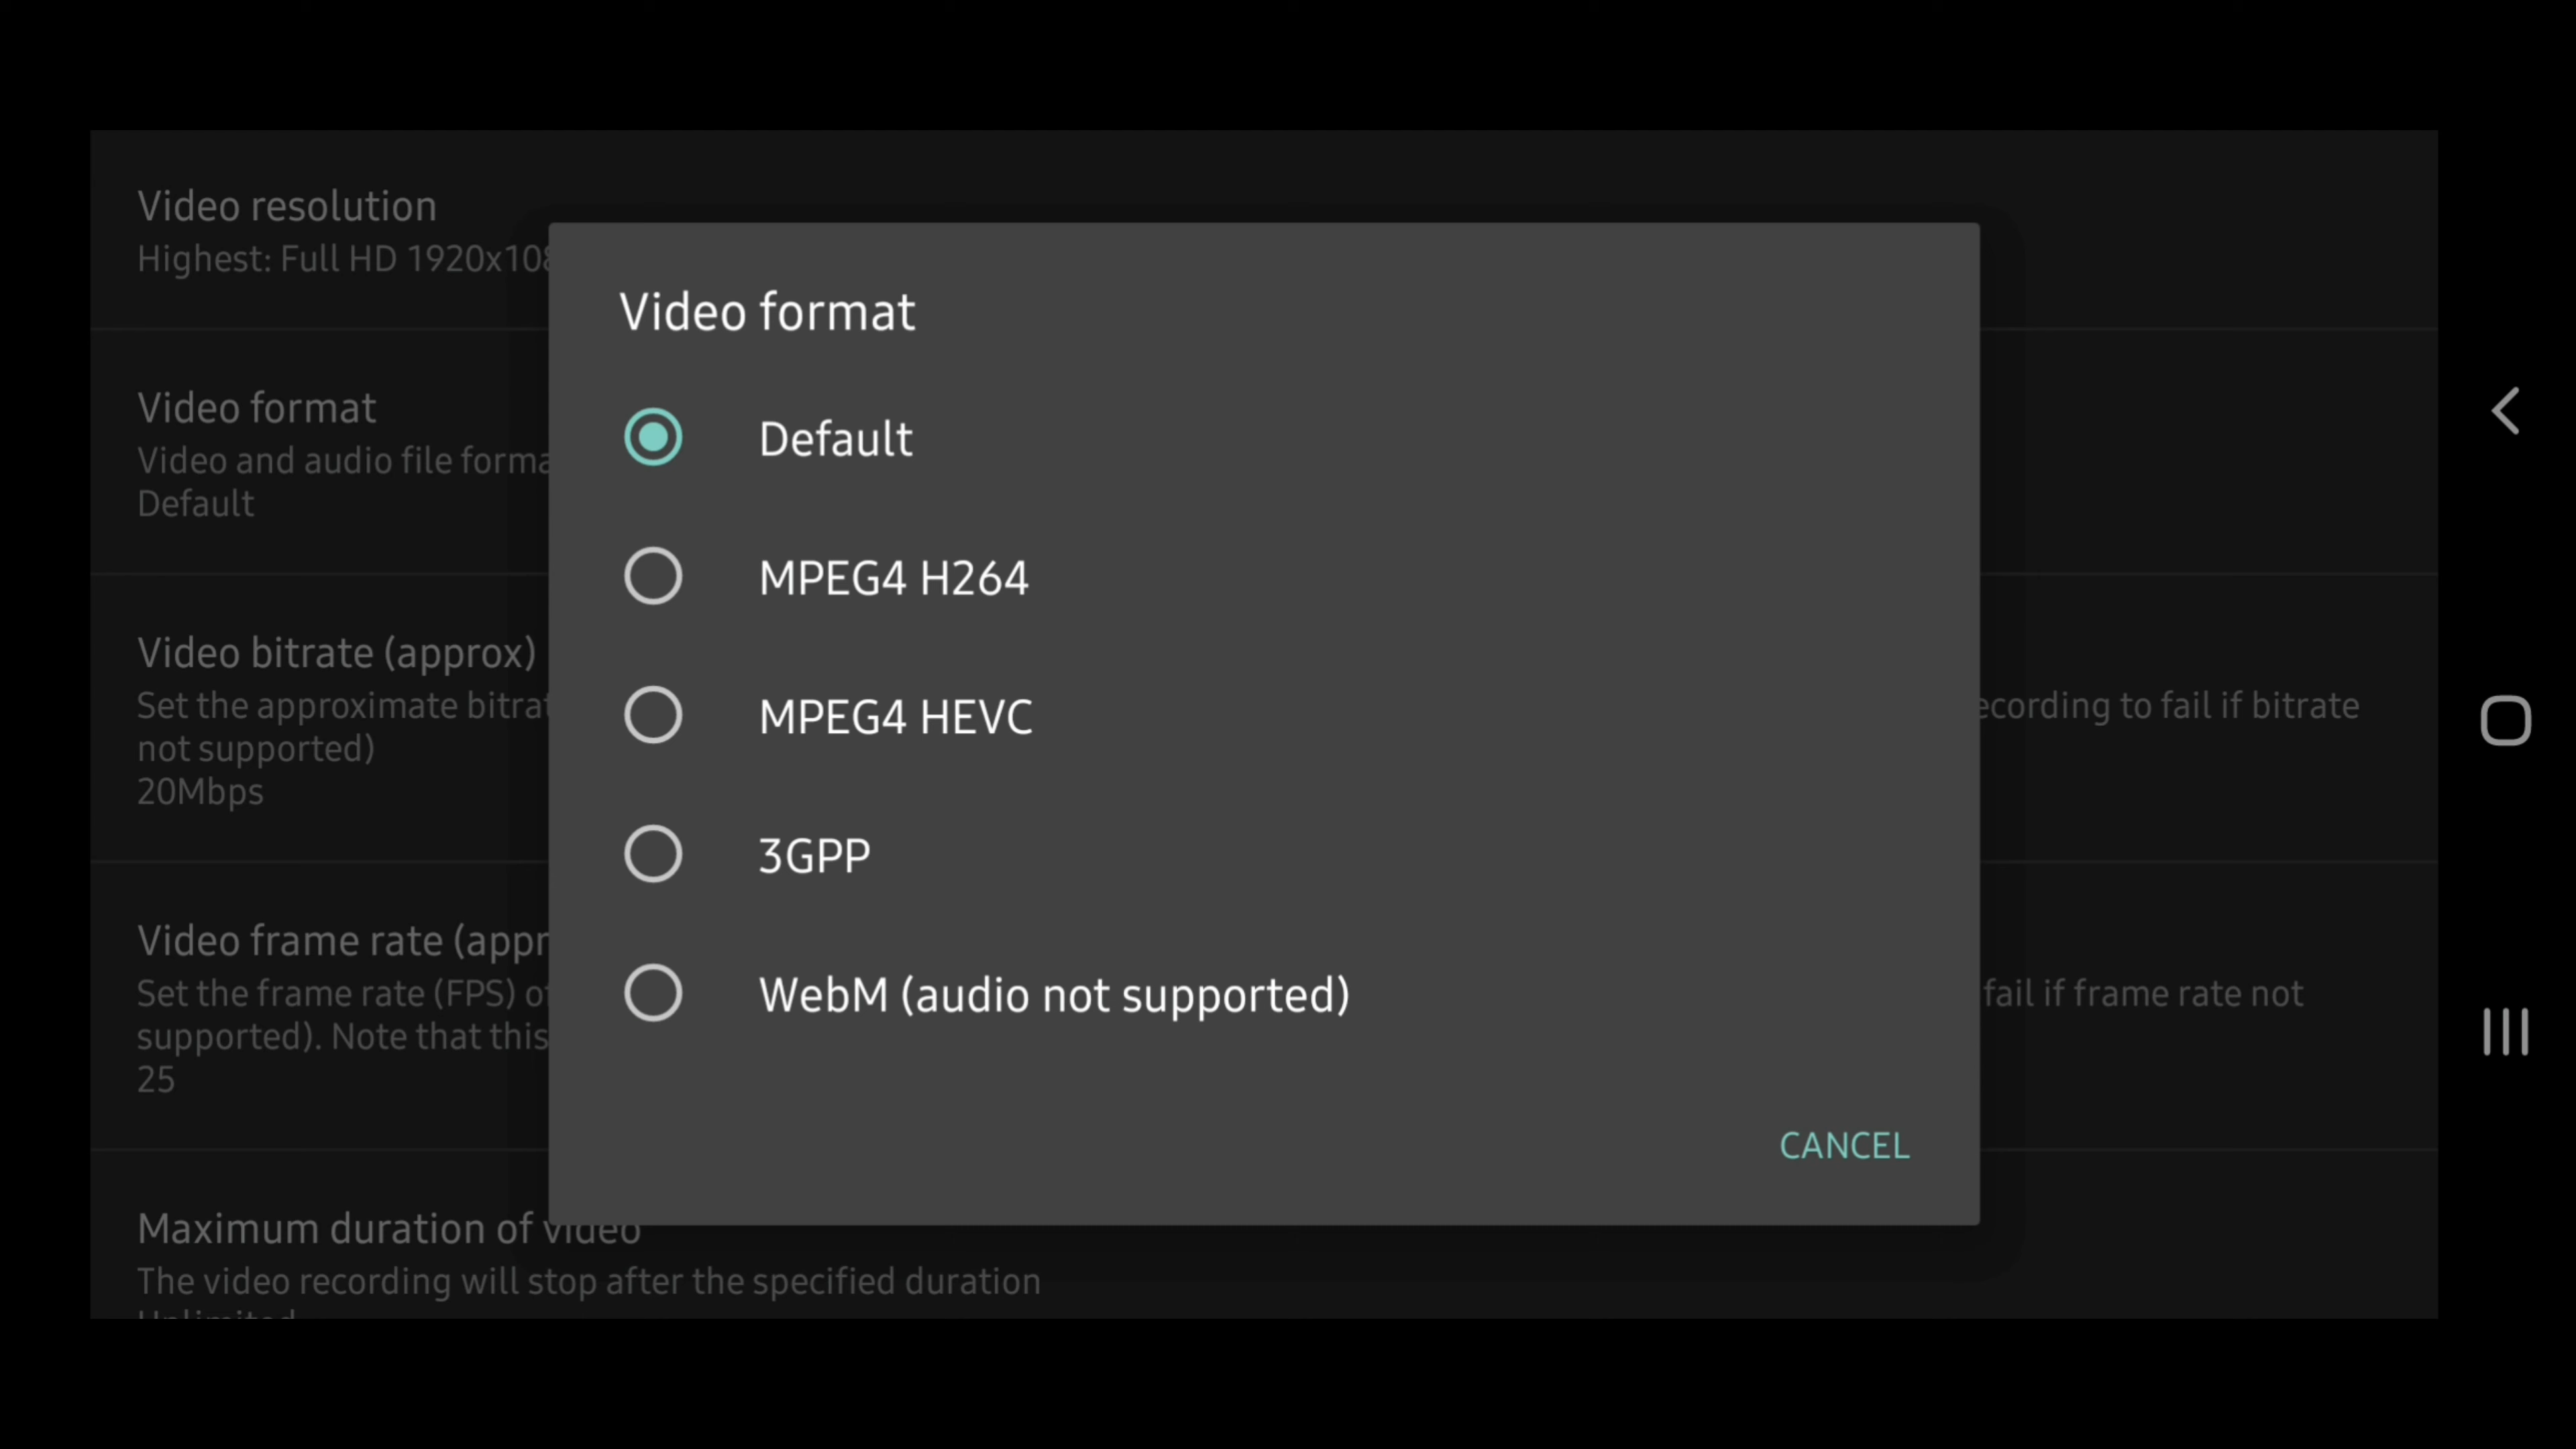 Video resolution
Highest: Full HD 1920x108
Video format
Video and audio file forma
Default
Video bitrate (approx)
Set the approximate bitrat
ecording to fail if bitrate
not supported)
20Mbps
Video frame rate (appr
Set the frame rate (FPS) of
fail if frame rate not
supported). Note that this
25
Maximum duration of video
The video recording will stop after the specified duration
Unlimited
Video format
Default
MPEG4 H264
MPEG4 HEVC
3GPP
WebM (audio not supported)
CANCEL